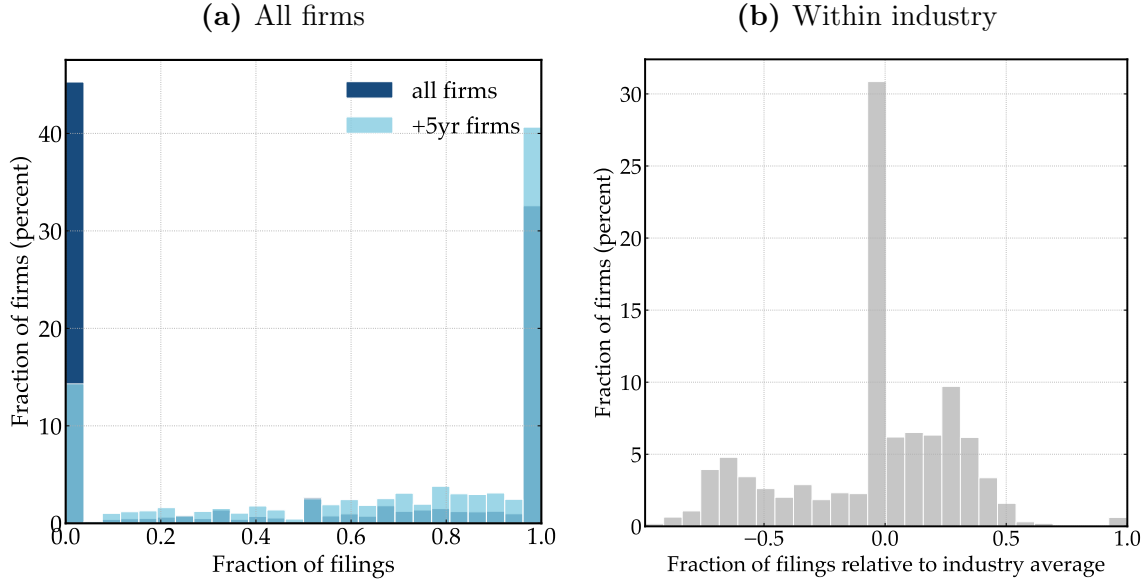 (a) All firms
all firms
+5yr firms
Fraction of firms (percent)
40
30
20
10
0
0.0 0.2 0.4 0.6 0.8 1.0
Fraction of filings
(b) Within industry
Fraction of firms (percent)
30
25
20
15
10
5
0
−0.5 0.0 0.5 1.0
Fraction of filings relative to industry average